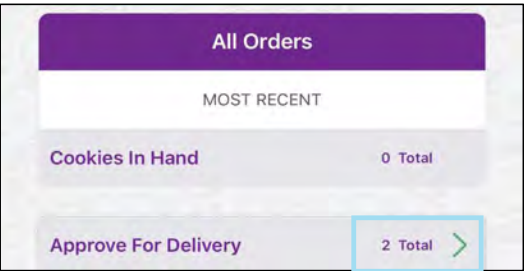 All Orders
MOST RECENT
Cookies In Hand 0 Total
Approve For Delivery 2 Total